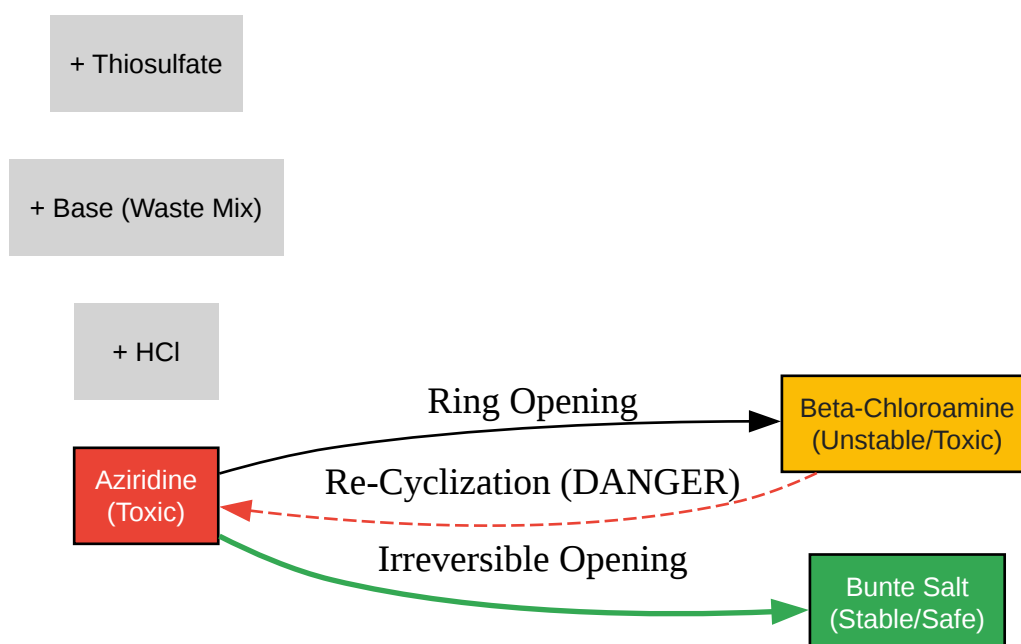 + Thiosulfate
+ Base (Waste Mix)
+ HCl
Ring Opening
Beta-Chloroamine
(Unstable/Toxic)
Aziridine
(Toxic)
Re-Cyclization (DANGER)
Irreversible Opening
Bunte Salt
(Stable/Safe)